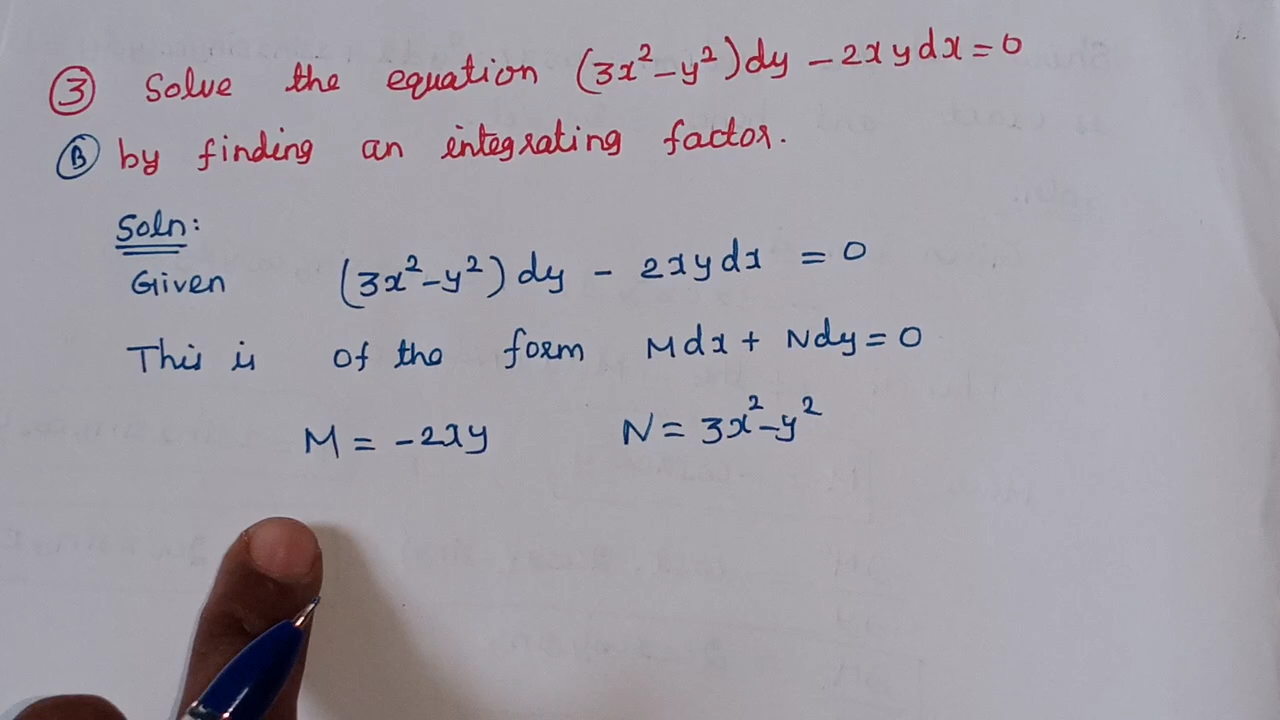 ③ Solve the equation (3x²-y²)dy - 2xydx = 0
Ⓑ by finding an integrating factor.
Soln:
Given (3x²-y²)dy - 2xydx = 0
This is of the form Mdx + Ndy = 0
M = -2xy N = 3x²-y²